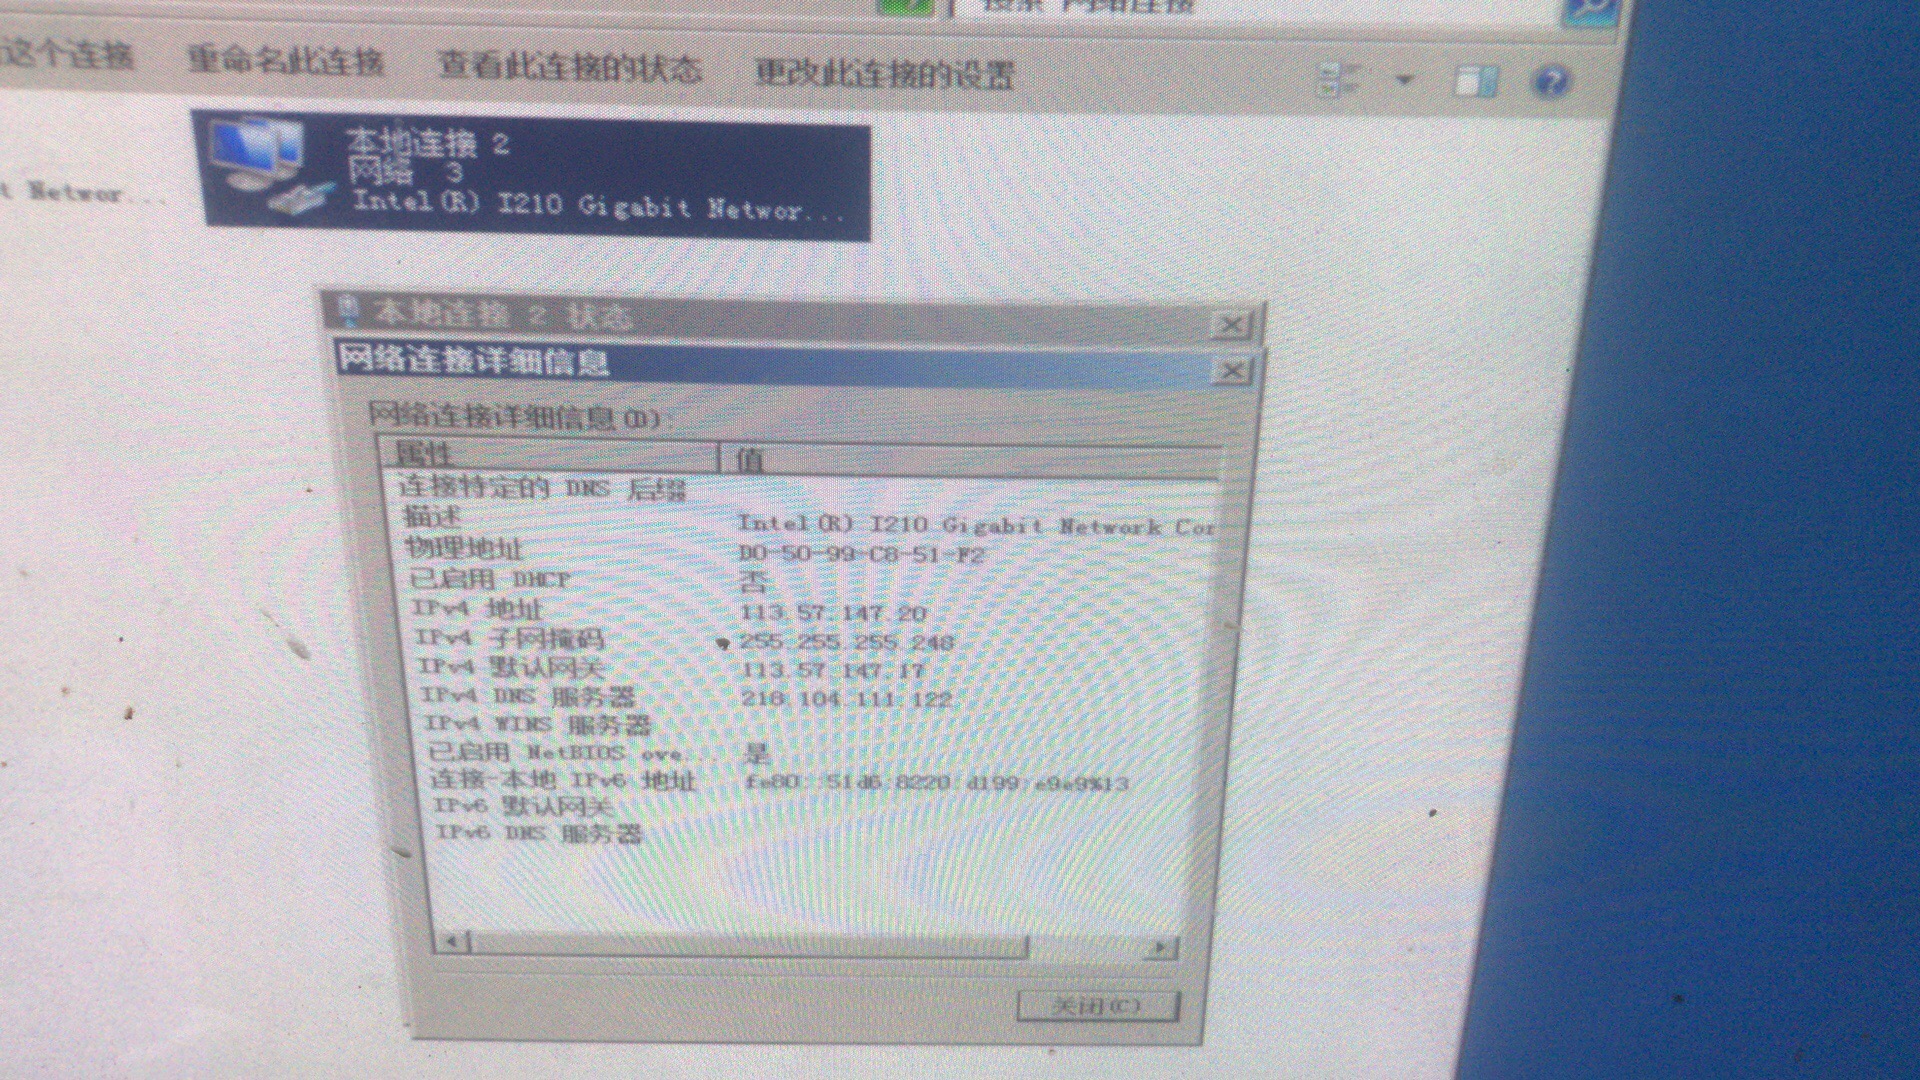 搜索 网络连接
这个连接 重命名此连接 查看此连接的状态 更改此连接的设置
本地连接 2
网络 3
t Networ...
Intel(R) I210 Gigabit Networ...
本地连接 2 状态
网络连接详细信息
网络连接详细信息(D):
属性 值
连接特定的 DNS 后缀
描述 Intel(R) I210 Gigabit Network Con
物理地址 D0-50-99-C8-51-F2
已启用 DHCP 否
IPv4 地址 113.57.147.20
IPv4 子网掩码 255.255.255.248
IPv4 默认网关 113.57.147.17
IPv4 DNS 服务器 218.104.111.122
IPv4 WINS 服务器
已启用 NetBIOS ove... 是
连接-本地 IPv6 地址 fe80::51d6:8220:d199:e9e9%13
IPv6 默认网关
IPv6 DNS 服务器
关闭(C)